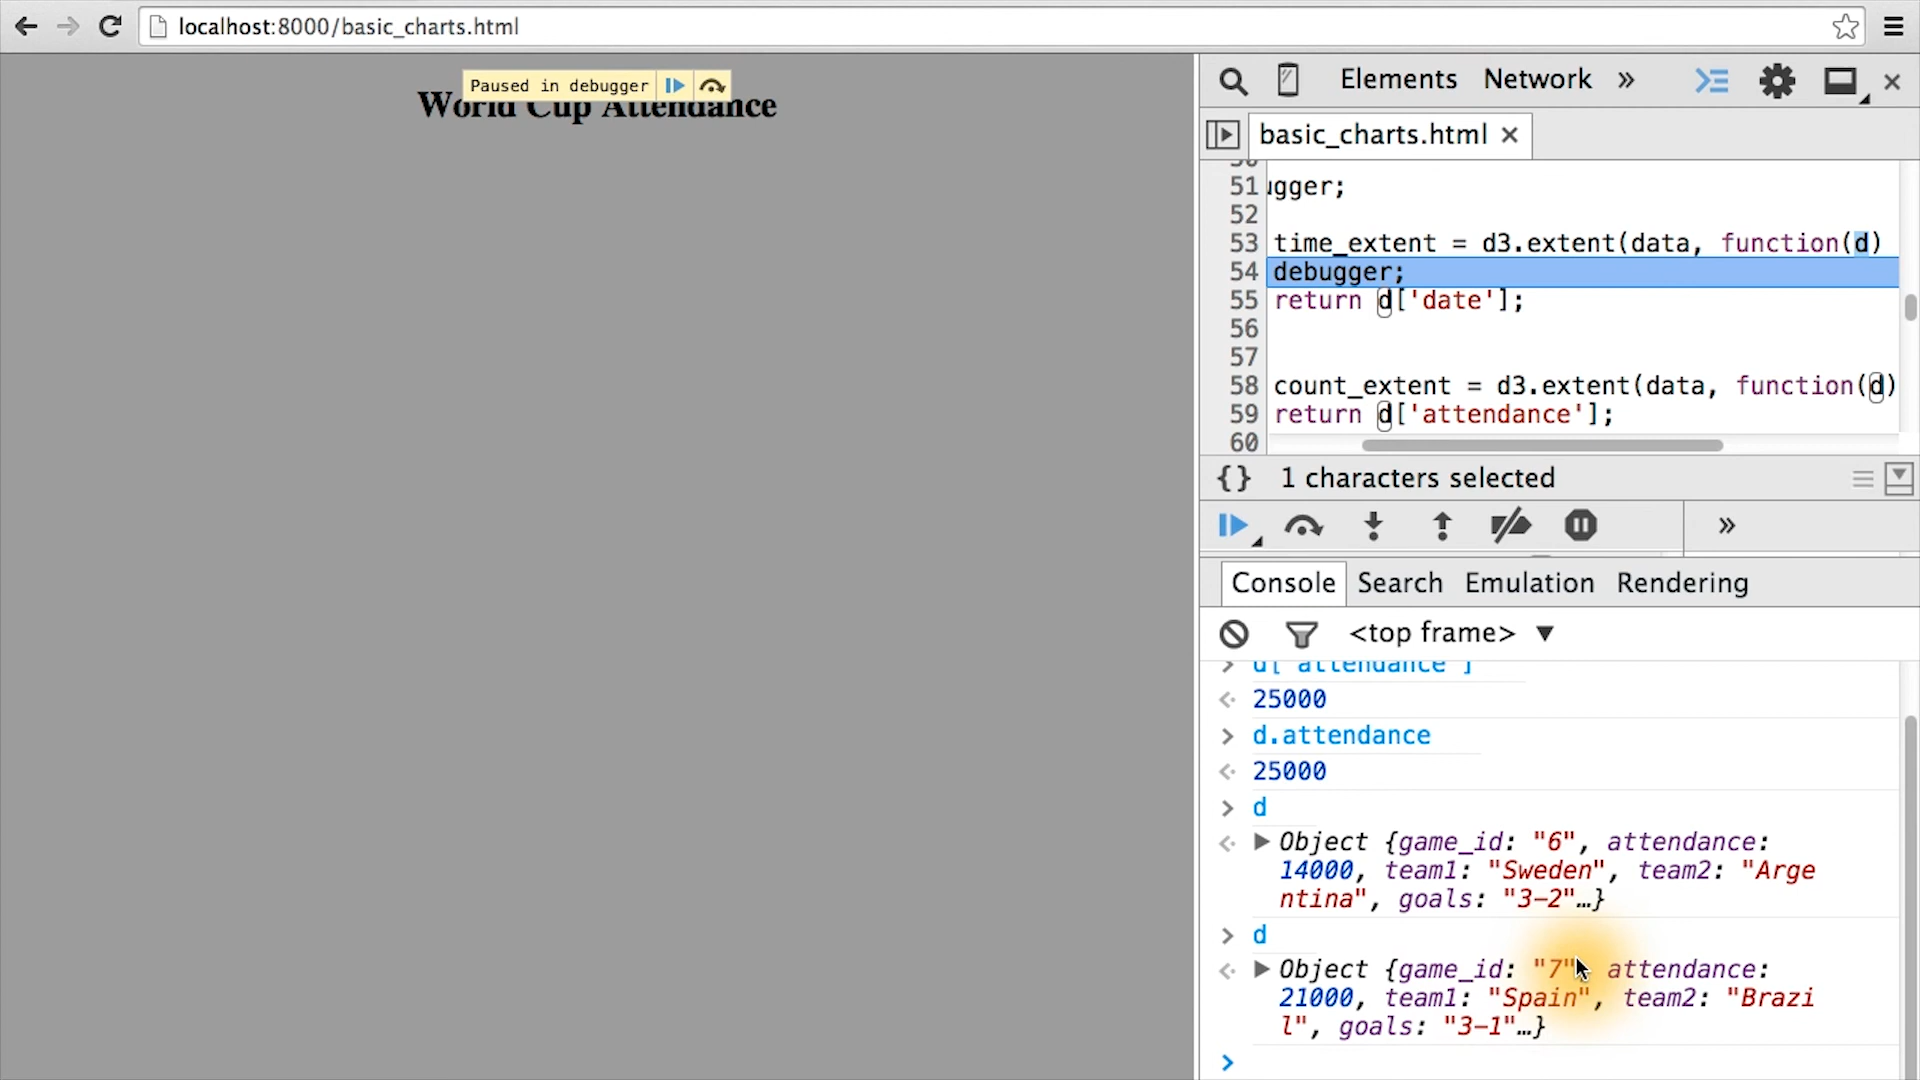 localhost:8000/basic_charts.html
Paused in debugger
World Cup Attendance
Elements Network »
basic_charts.html ×
50
51 ugger;
52
53 time_extent = d3.extent(data, function(d)
54 debugger;
55 return d['date'];
56
57
58 count_extent = d3.extent(data, function(d)
59 return d['attendance'];
60
{} 1 characters selected
»
Console Search Emulation Rendering
<top frame> ▼
> d['attendance']
25000
> d.attendance
25000
> d
Object {game_id: "6", attendance:
14000, team1: "Sweden", team2: "Arge
ntina", goals: "3-2"…}
> d
Object {game_id: "7", attendance:
21000, team1: "Spain", team2: "Brazi
l", goals: "3-1"…}
>